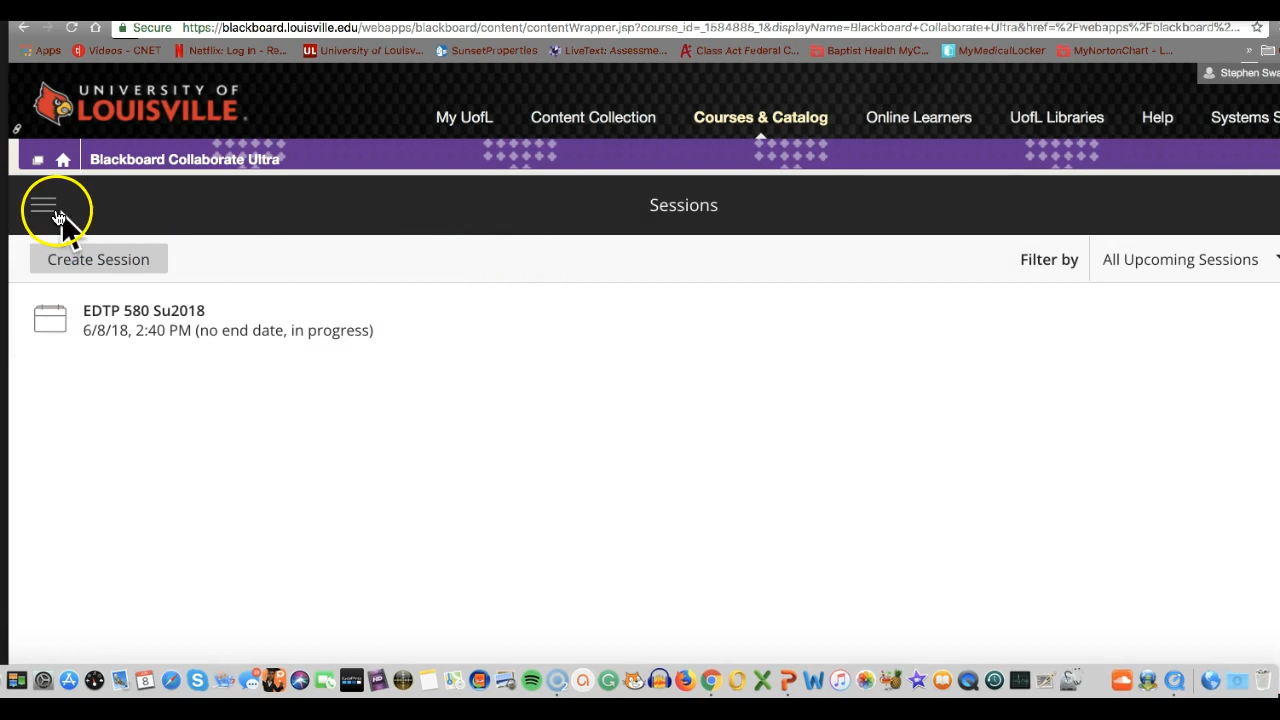 Secure https://blackboard.louisville.edu/webapps/blackboard/content/contentWrapper.jsp?course_id=_1584885_1&displayName=Blackboard+Collaborate+Ultra&href=%2Fwebapps%2Fblackboard%2...
Apps Videos - CNET Netflix: Log in - Re... University of Louisv... SunsetProperties LiveText: Assessme... Class Act Federal C... Baptist Health MyC... MyMedicalLocker MyNortonChart - L... »
Stephen Swa
UNIVERSITY OF
LOUISVILLE.
My UofL Content Collection Courses & Catalog Online Learners UofL Libraries Help Systems S
Blackboard Collaborate Ultra
Sessions
Create Session Filter by All Upcoming Sessions
EDTP 580 Su2018
6/8/18, 2:40 PM (no end date, in progress)